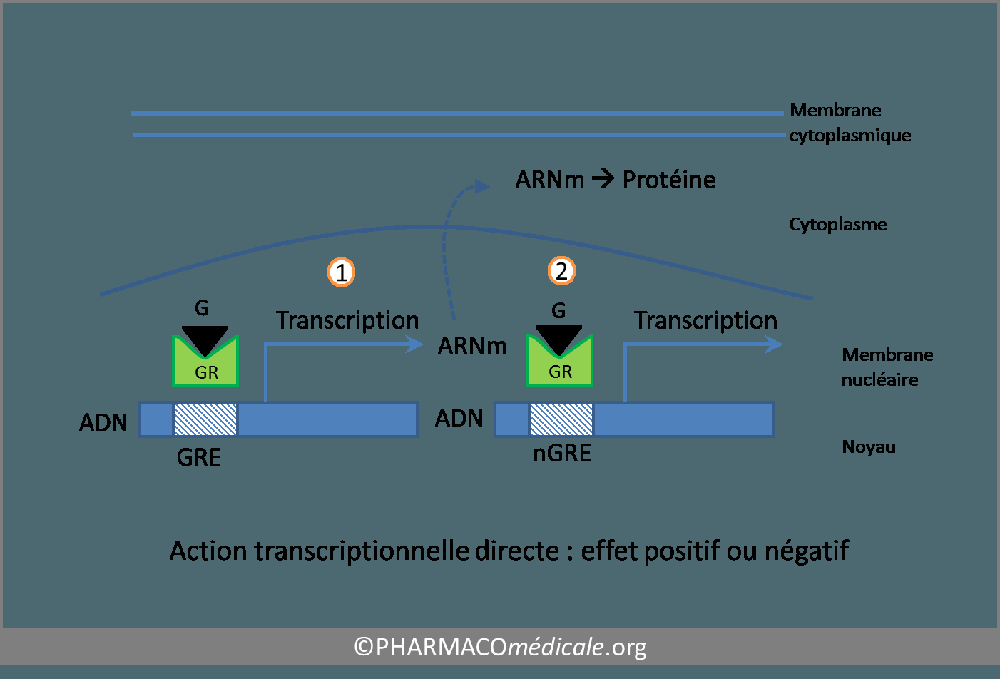 Membrane
cytoplasmique
ARNm → Protéine
Cytoplasme
1
2
G
Transcription
G
Transcription
ARNm
GR
GR
Membrane
nucléaire
ADN
ADN
GRE
nGRE
Noyau
Action transcriptionnelle directe : effet positif ou négatif
©PHARMACOmédicale.org